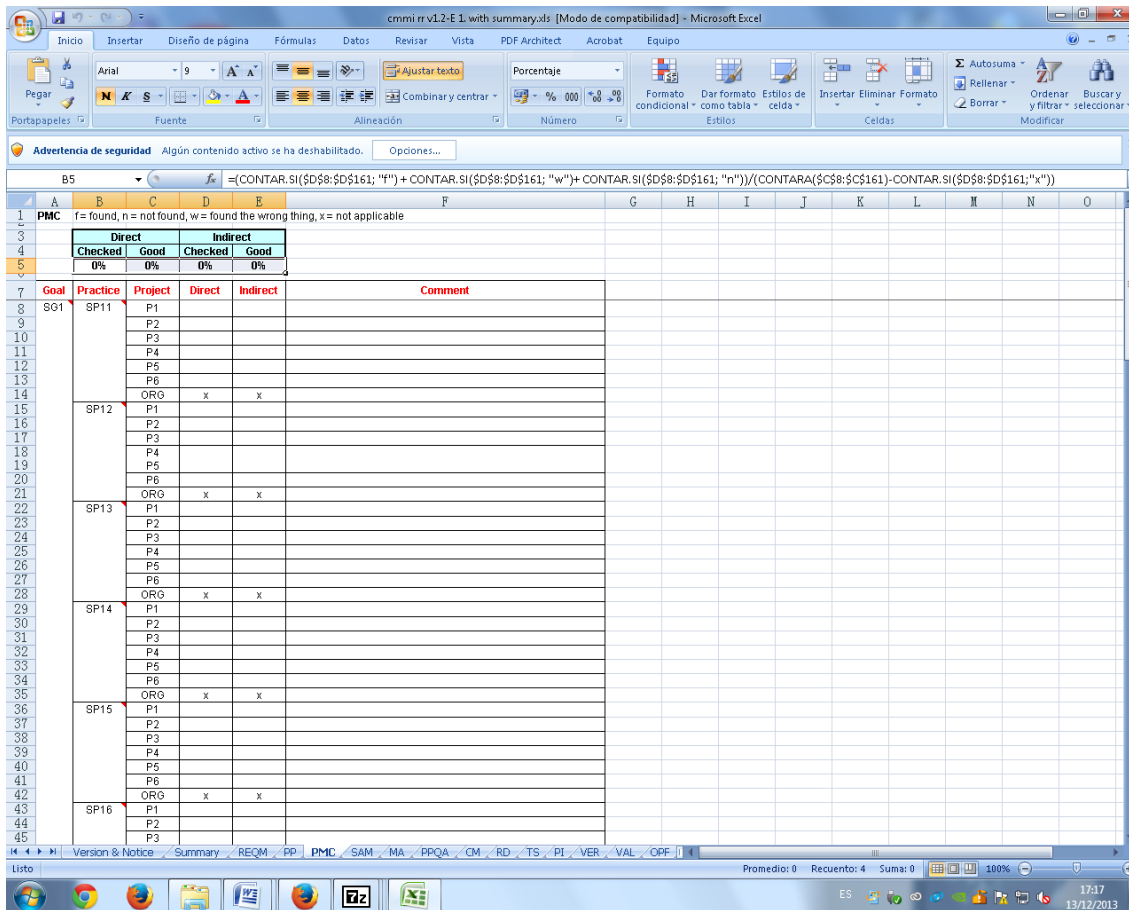 cmmi rr v1.2-E 1. with summary.xls [Modo de compatibilidad] - Microsoft Excel
Inicio Insertar Diseño de página Fórmulas Datos Revisar Vista PDF Architect Acrobat Equipo
Pegar
Arial 9
N K S
Ajustar texto
Combinar y centrar
Porcentaje
% 000
Formato condicional
Dar formato como tabla
Estilos de celda
Insertar Eliminar Formato
Σ Autosuma
Rellenar
Borrar
Ordenar y filtrar
Buscar y seleccionar
Portapapeles Fuente Alineación Número Estilos Celdas Modificar
Advertencia de seguridad Algún contenido activo se ha deshabilitado. Opciones...
B5 fx =(CONTAR.SI($D$8:$D$161; "f") + CONTAR.SI($D$8:$D$161; "w")+ CONTAR.SI($D$8:$D$161; "n"))/(CONTARA($C$8:$C$161)-CONTAR.SI($D$8:$D$161;"x"))
A B C D E F G H I J K L M N O
1 PMC f = found, n = not found, w = found the wrong thing, x = not applicable
3 Direct Indirect
4 Checked Good Checked Good
5 0% 0% 0% 0%
7 Goal Practice Project Direct Indirect Comment
8 SG1 SP11 P1
9 P2
10 P3
11 P4
12 P5
13 P6
14 ORG x x
15 SP12 P1
16 P2
17 P3
18 P4
19 P5
20 P6
21 ORG x x
22 SP13 P1
23 P2
24 P3
25 P4
26 P5
27 P6
28 ORG x x
29 SP14 P1
30 P2
31 P3
32 P4
33 P5
34 P6
35 ORG x x
36 SP15 P1
37 P2
38 P3
39 P4
40 P5
41 P6
42 ORG x x
43 SP16 P1
44 P2
45 P3
Version & Notice Summary REQM PP PMC SAM MA PPQA CM RD TS PI VER VAL OPF
Listo Promedio: 0 Recuento: 4 Suma: 0 100%
ES 17:17
13/12/2013